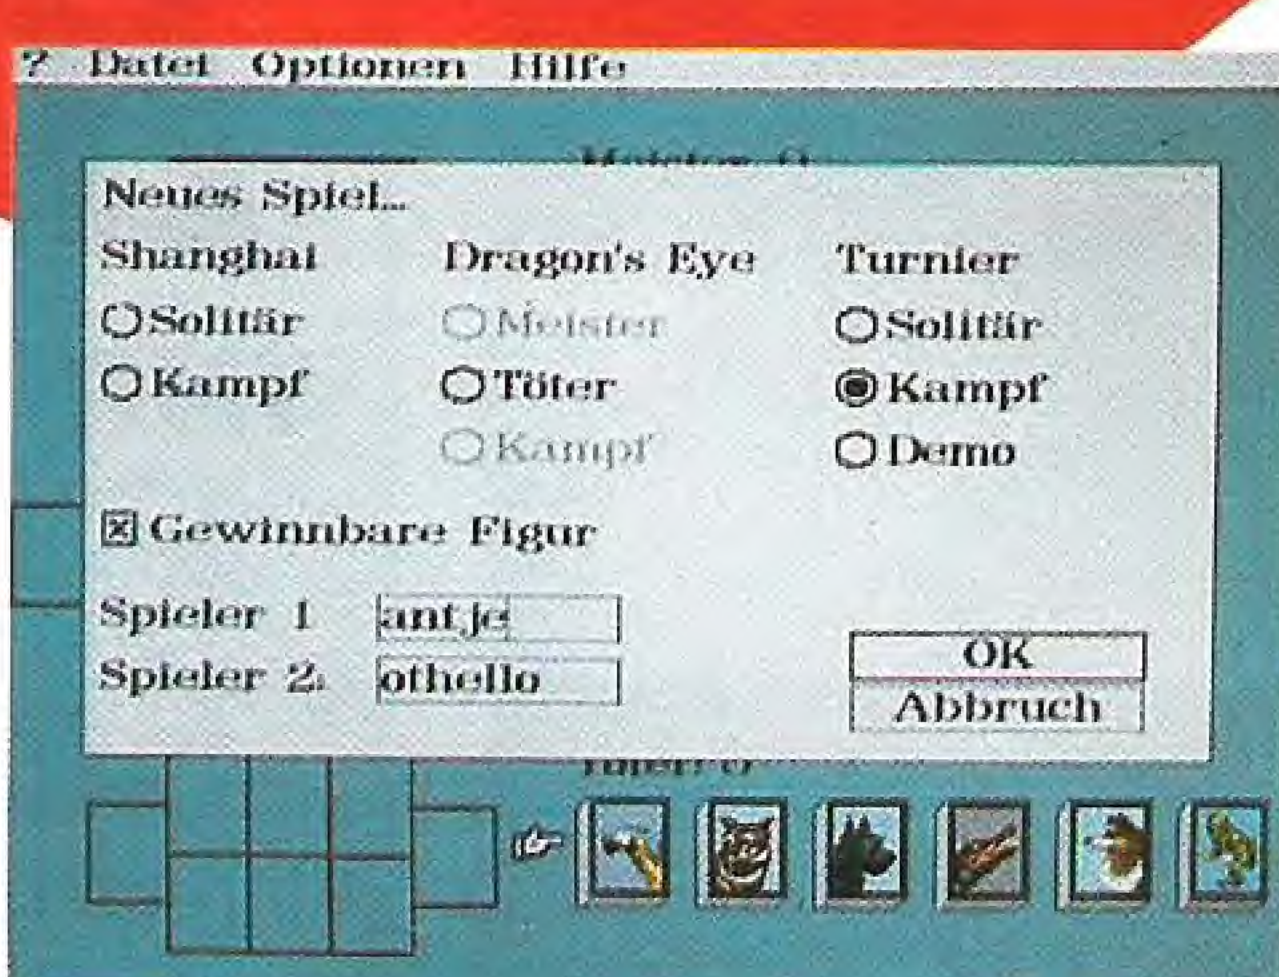 ? Datei Optionen Hilfe
Neues Spiel...
Shanghai Dragon's Eye Turnier
Solitär Meister Solitär
Kampf Töter Kampf
Kampf Demo
Gewinnbare Figur
Spieler 1 antje
Spieler 2: othello
OK
Abbruch